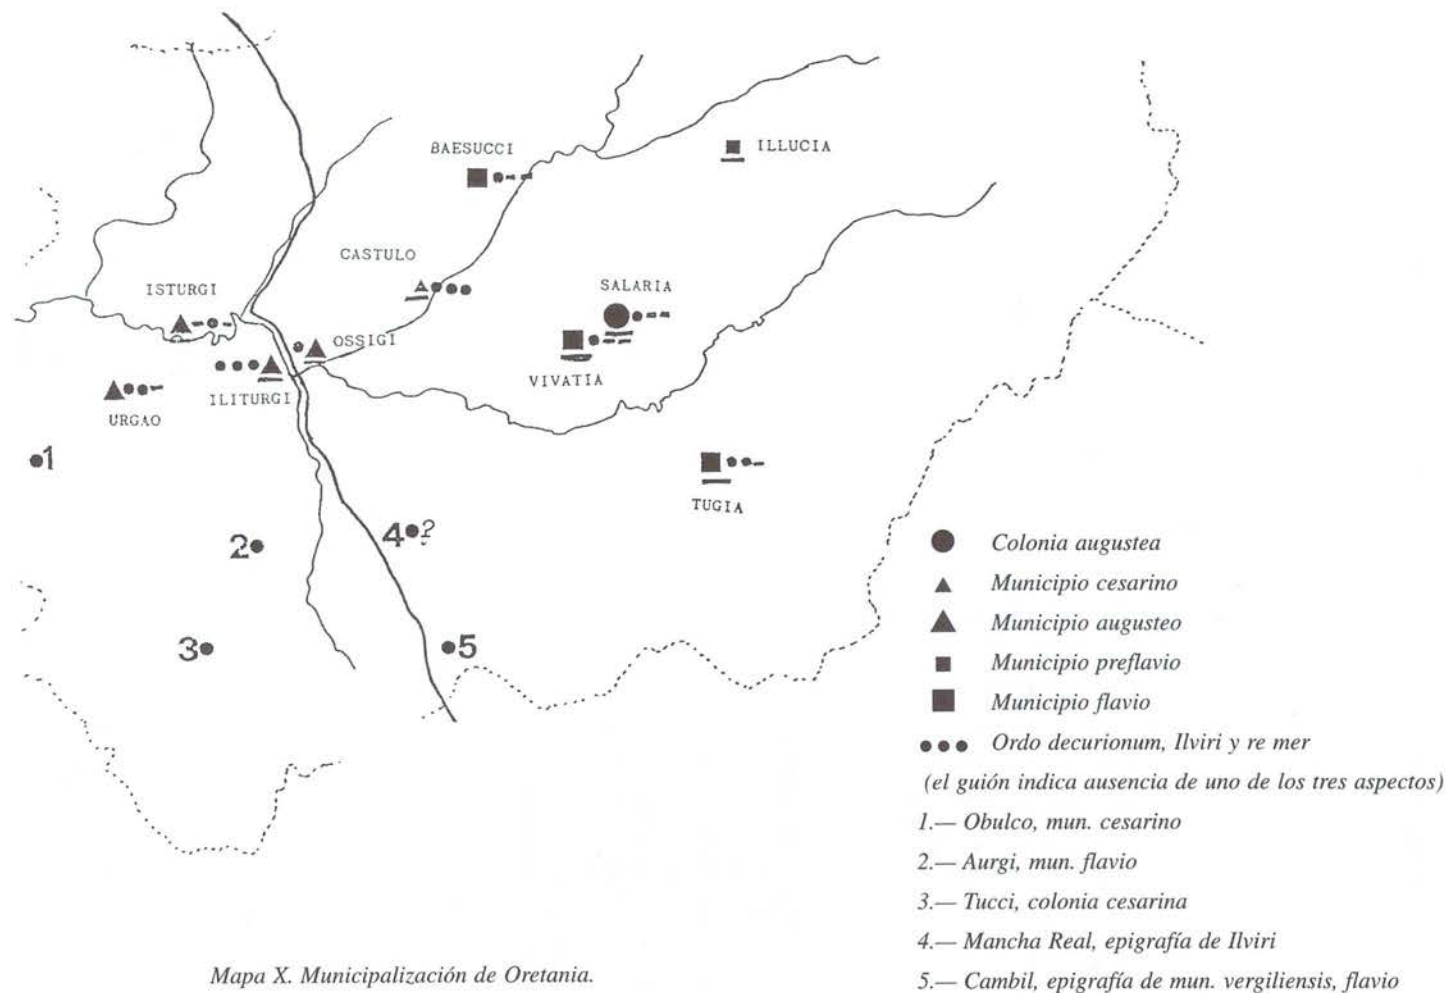 BAESUCCI
ILLUCIA
CASTULO
ISTURGI
SALARIA
OSSIGI
VIVATIA
ILITURGI
URGAO
1
TUGIA
4 ?
2
3
5
Colonia augustea
Municipio cesarino
Municipio augusteo
Municipio preflavio
Municipio flavio
Ordo decurionum, Ilviri y re mer
(el guión indica ausencia de uno de los tres aspectos)
1.— Obulco, mun. cesarino
2.— Aurgi, mun. flavio
3.— Tucci, colonia cesarina
4.— Mancha Real, epigrafía de Ilviri
5.— Cambil, epigrafía de mun. vergiliensis, flavio
Mapa X. Municipalización de Oretania.